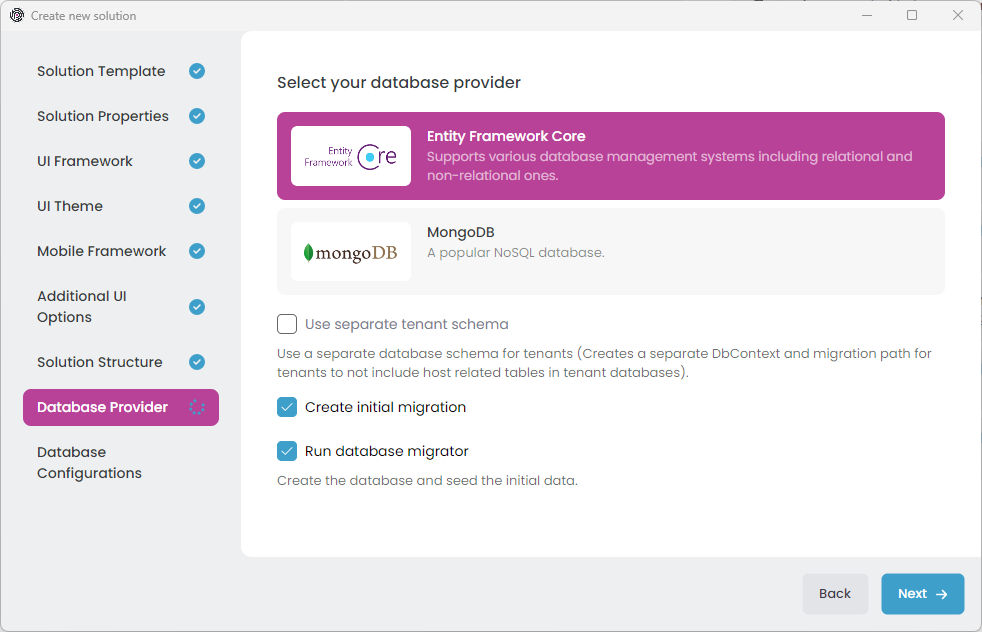 Create new solution
Solution Template
Solution Properties
UI Framework
UI Theme
Mobile Framework
Additional UI
Options
Solution Structure
Database Provider
Database
Configurations
Select your database provider
Entity
Framework Core
Entity Framework Core
Supports various database management systems including relational and
non-relational ones.
mongoDB
MongoDB
A popular NoSQL database.
Use separate tenant schema
Use a separate database schema for tenants (Creates a separate DbContext and migration path for
tenants to not include host related tables in tenant databases).
Create initial migration
Run database migrator
Create the database and seed the initial data.
Back
Next